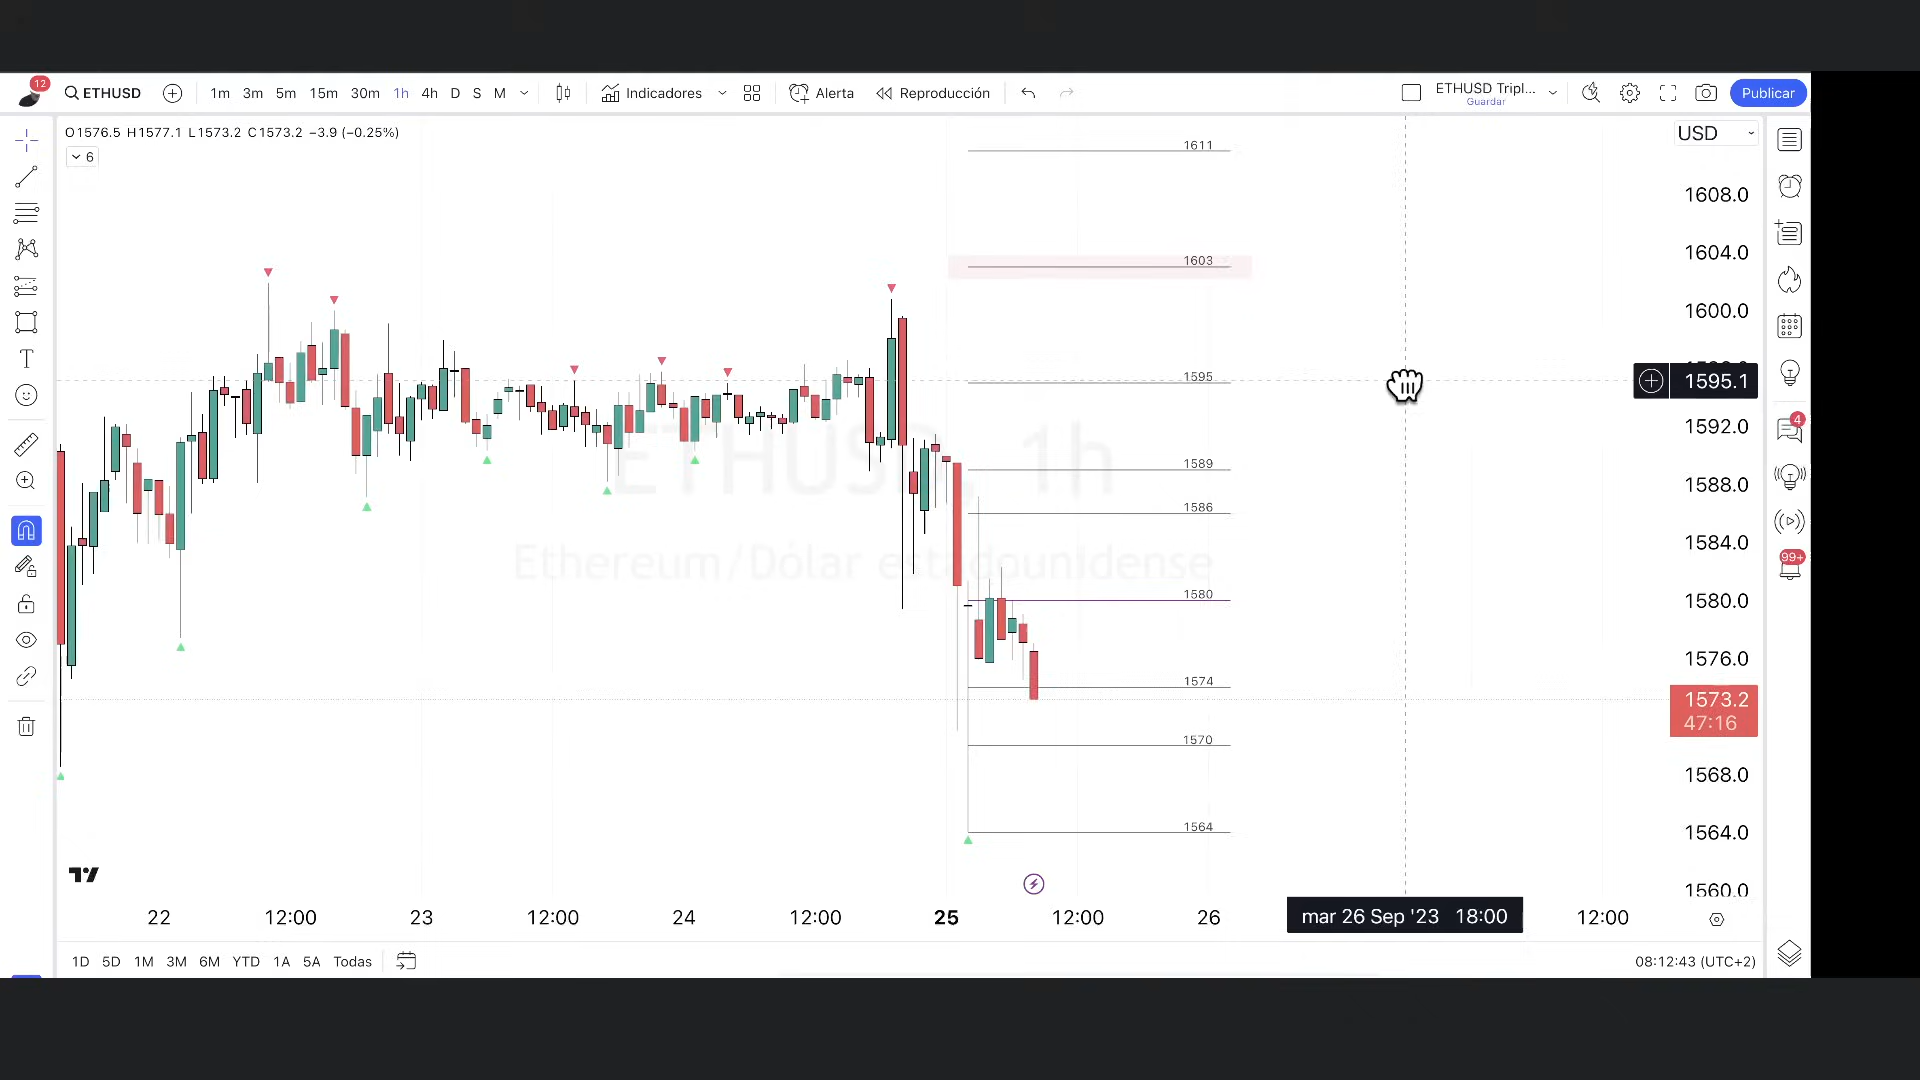 12
ETHUSD
1m 3m 5m 15m 30m 1h 4h D S M
Indicadores
Alerta
Reproducción
ETHUSD Tripl...
Guardar
Publicar
O1576.5 H1577.1 L1573.2 C1573.2 −3.9 (−0.25%)
6
USD
1611
1608.0
1603
1604.0
1600.0
1595
1595.1
1592.0
4
ETHUSD, 1h
1589
1588.0
1586
1584.0
99+
Ethereum/Dólar estadounidense
1580
1580.0
1576.0
1574
1573.2
47:16
1570
1568.0
1564
1564.0
1560.0
22 12:00 23 12:00 24 12:00 25 12:00 26 mar 26 Sep '23 18:00 12:00
1D 5D 1M 3M 6M YTD 1A 5A Todas
08:12:43 (UTC+2)